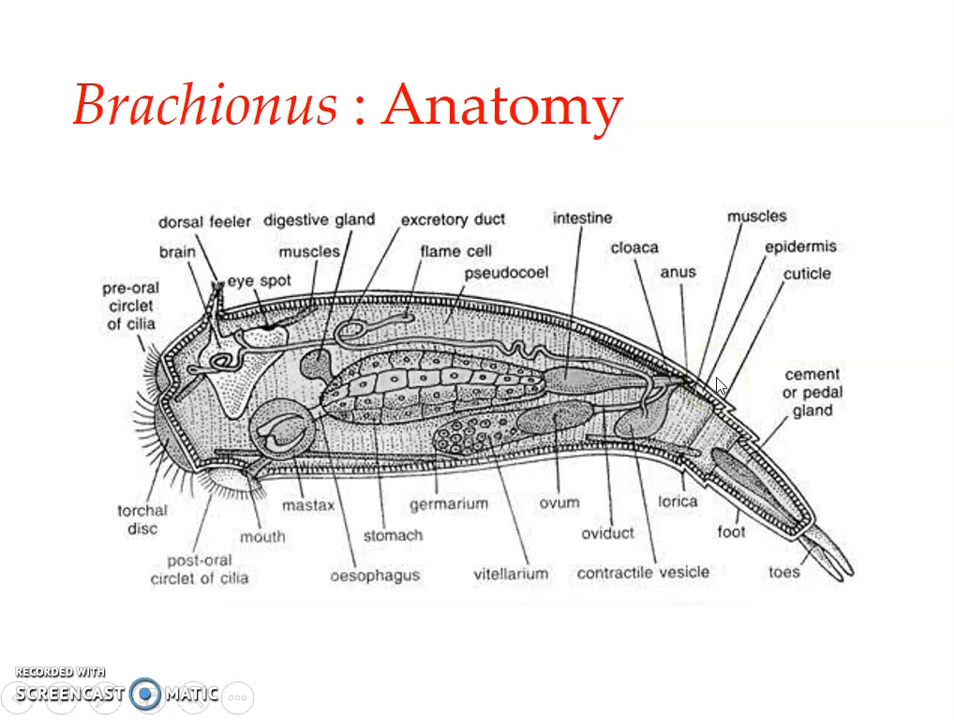 Brachionus : Anatomy
dorsal feeler
digestive gland
excretory duct
intestine
muscles
brain
muscles
flame cell
cloaca
epidermis
pre-oral
circlet
of cilia
eye spot
pseudocoel
anus
cuticle
cement
or pedal
gland
torchal
disc
mastax
germarium
ovum
lorica
mouth
stomach
oviduct
foot
post-oral
circlet of cilia
oesophagus
vitellarium
contractile vesicle
toes
RECORDED WITH
SCREENCAST MATIC